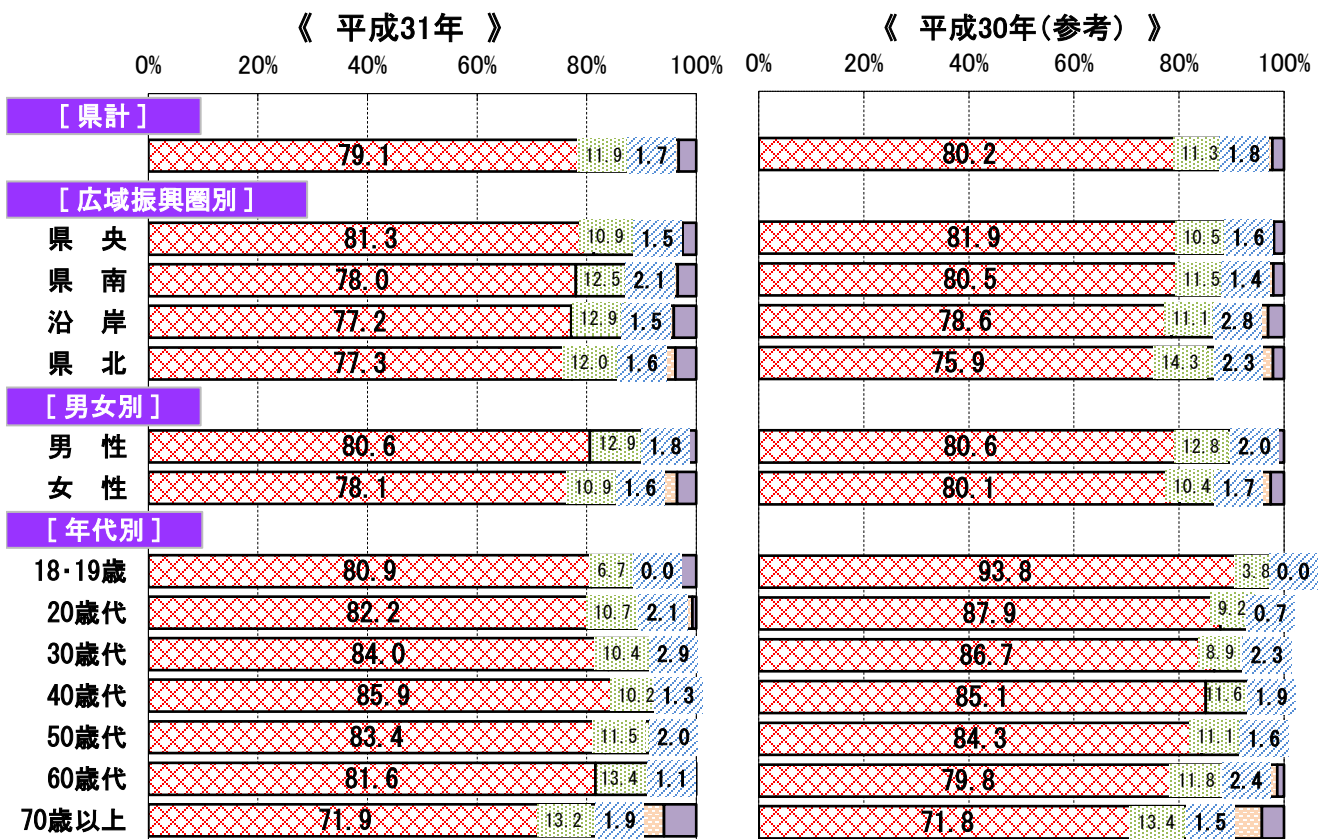 《 平成31年 》 《 平成30年(参考) 》
0% 20% 40% 60% 80% 100% 0% 20% 40% 60% 80% 100%
[ 県計 ]
79.1 11.9 1.7 80.2 11.3 1.8
[ 広域振興圏別 ]
県 央 81.3 10.9 1.5 81.9 10.5 1.6
県 南 78.0 12.5 2.1 80.5 11.5 1.4
沿 岸 77.2 12.9 1.5 78.6 11.1 2.8
県 北 77.3 12.0 1.6 75.9 14.3 2.3
[ 男女別 ]
男 性 80.6 12.9 1.8 80.6 12.8 2.0
女 性 78.1 10.9 1.6 80.1 10.4 1.7
[ 年代別 ]
18・19歳 80.9 6.7 0.0 93.8 3.8 0.0
20歳代 82.2 10.7 2.1 87.9 9.2 0.7
30歳代 84.0 10.4 2.9 86.7 8.9 2.3
40歳代 85.9 10.2 1.3 85.1 11.6 1.9
50歳代 83.4 11.5 2.0 84.3 11.1 1.6
60歳代 81.6 13.4 1.1 79.8 11.8 2.4
70歳以上 71.9 13.2 1.9 71.8 13.4 1.5